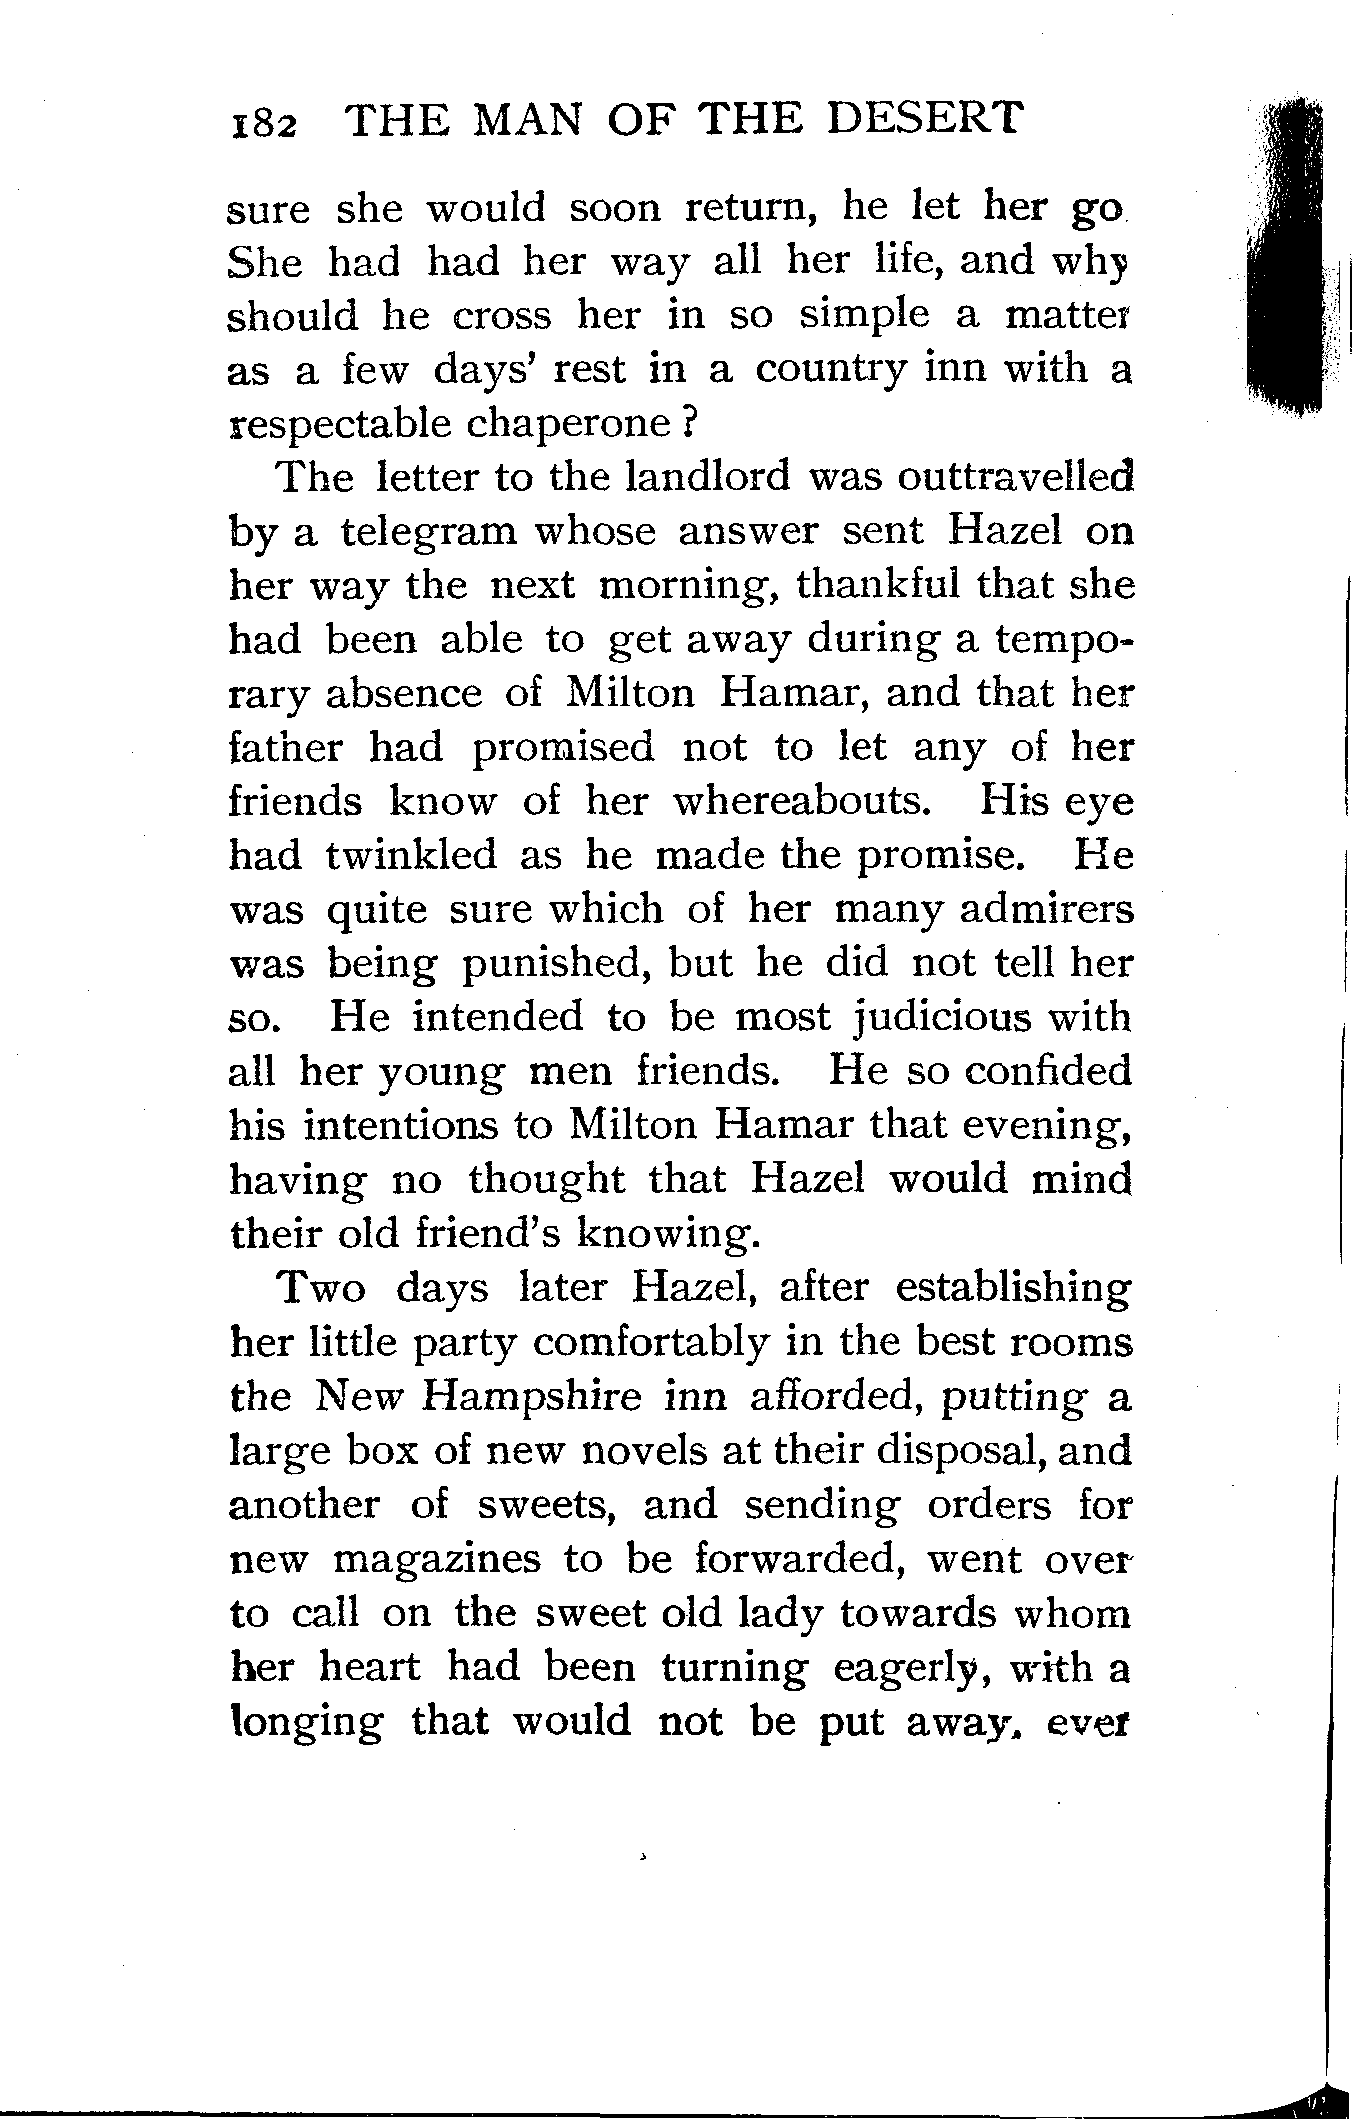 182 THE MAN OF THE DESERT
sure she would soon return, he let her go
She had had her way all her life, and why
should he cross her in so simple a matter
as a few days' rest in a country inn with a
respectable chaperone ?
The letter to the landlord was outtravelled
by a telegram whose answer sent Hazel on
her way the next morning, thankful that she
had been able to get away during a tempo-
rary absence of Milton Hamar, and that her
father had promised not to let any of her
friends know of her whereabouts. His eye
had twinkled as he made the promise. He
was quite sure which of her many admirers
was being punished, but he did not tell her
so. He intended to be most judicious with
all her young men friends. He so confided
his intentions to Milton Hamar that evening,
having no thought that Hazel would mind
their old friend's knowing.
Two days later Hazel, after establishing
her little party comfortably in the best rooms
the New Hampshire inn afforded, putting a
large box of new novels at their disposal, and
another of sweets, and sending orders for
new magazines to be forwarded, went over
to call on the sweet old lady towards whom
her heart had been turning eagerly, with a
longing that would not be put away, ever